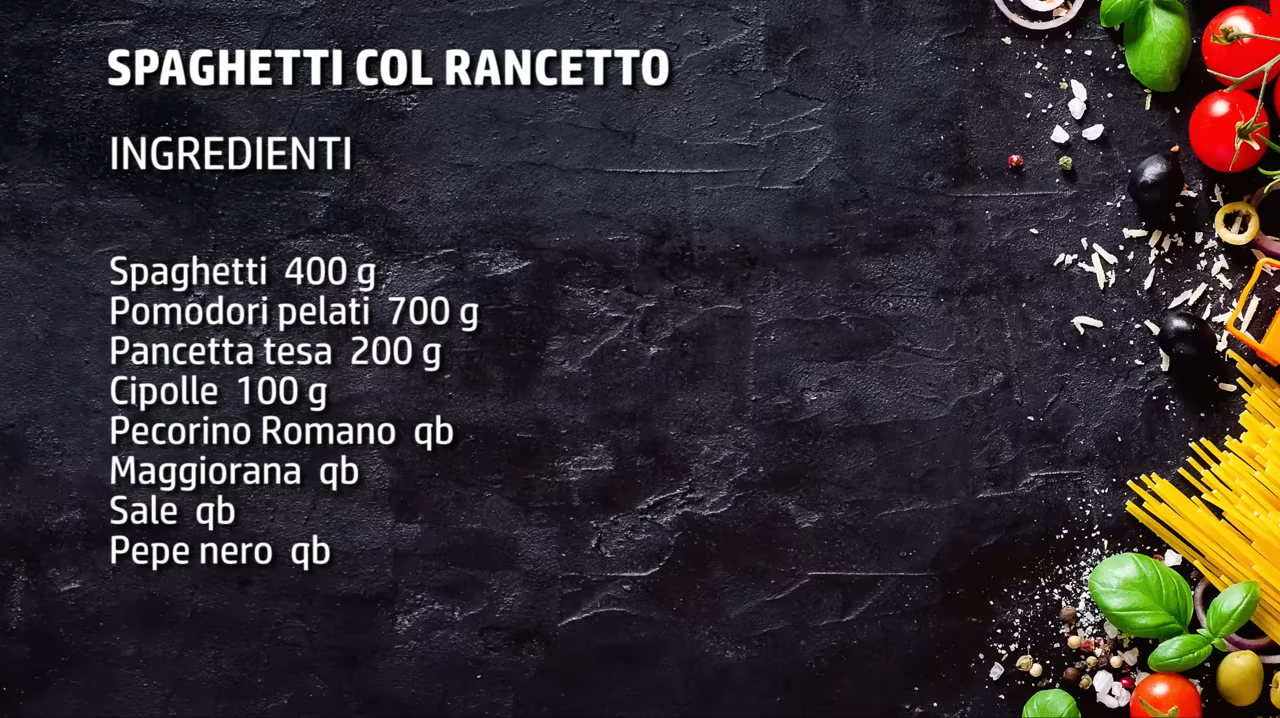 SPAGHETTI COL RANCETTO
INGREDIENTI
Spaghetti 400 g
Pomodori pelati 700 g
Pancetta tesa 200 g
Cipolle 100 g
Pecorino Romano qb
Maggiorana qb
Sale qb
Pepe nero qb